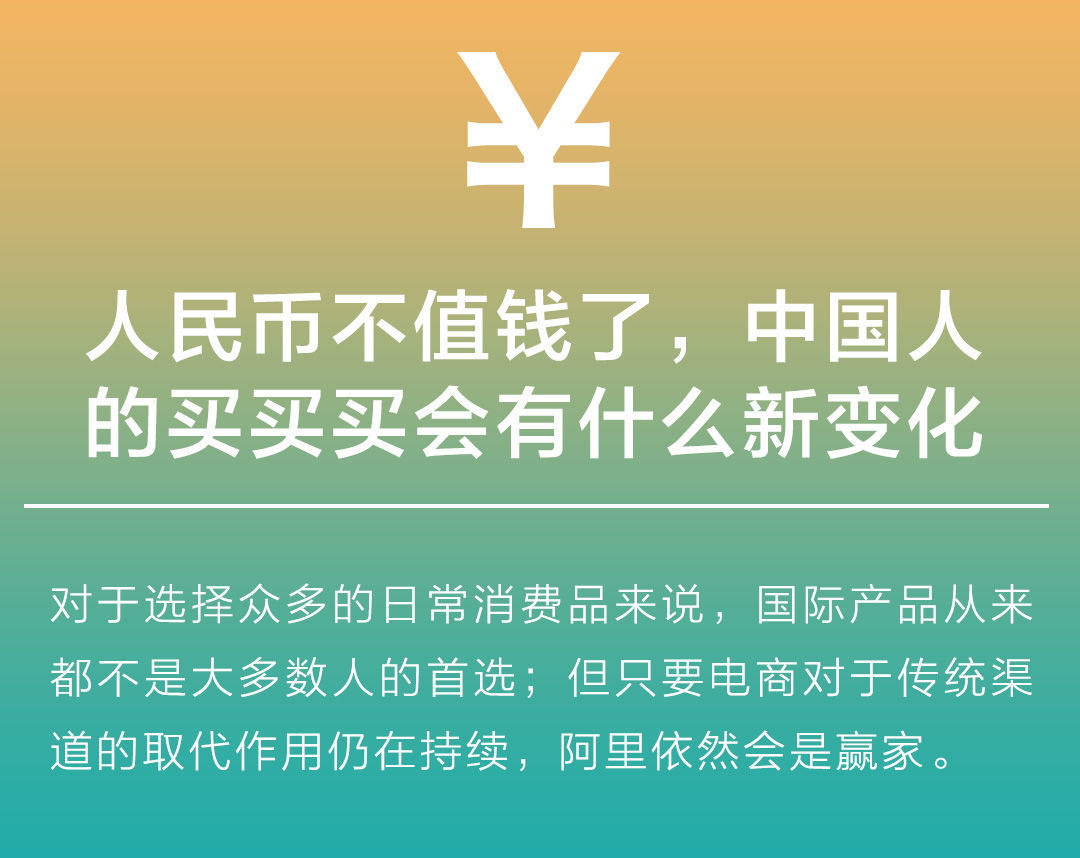 ¥
人民币不值钱了，中国人
的买买买会有什么新变化
对于选择众多的日常消费品来说，国际产品从来
都不是大多数人的首选；但只要电商对于传统渠
道的取代作用仍在持续，阿里依然会是赢家。